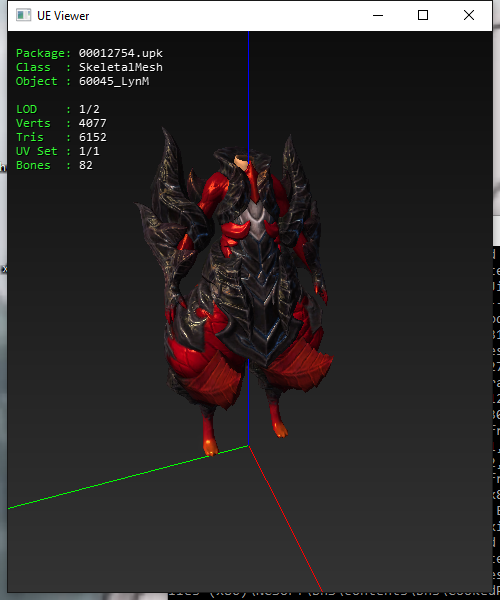 UE Viewer
Package: 00012754.upk
Class : SkeletalMesh
Object : 60045_LynM
LOD : 1/2
Verts : 4077
Tris : 6152
UV Set : 1/1
Bones : 82